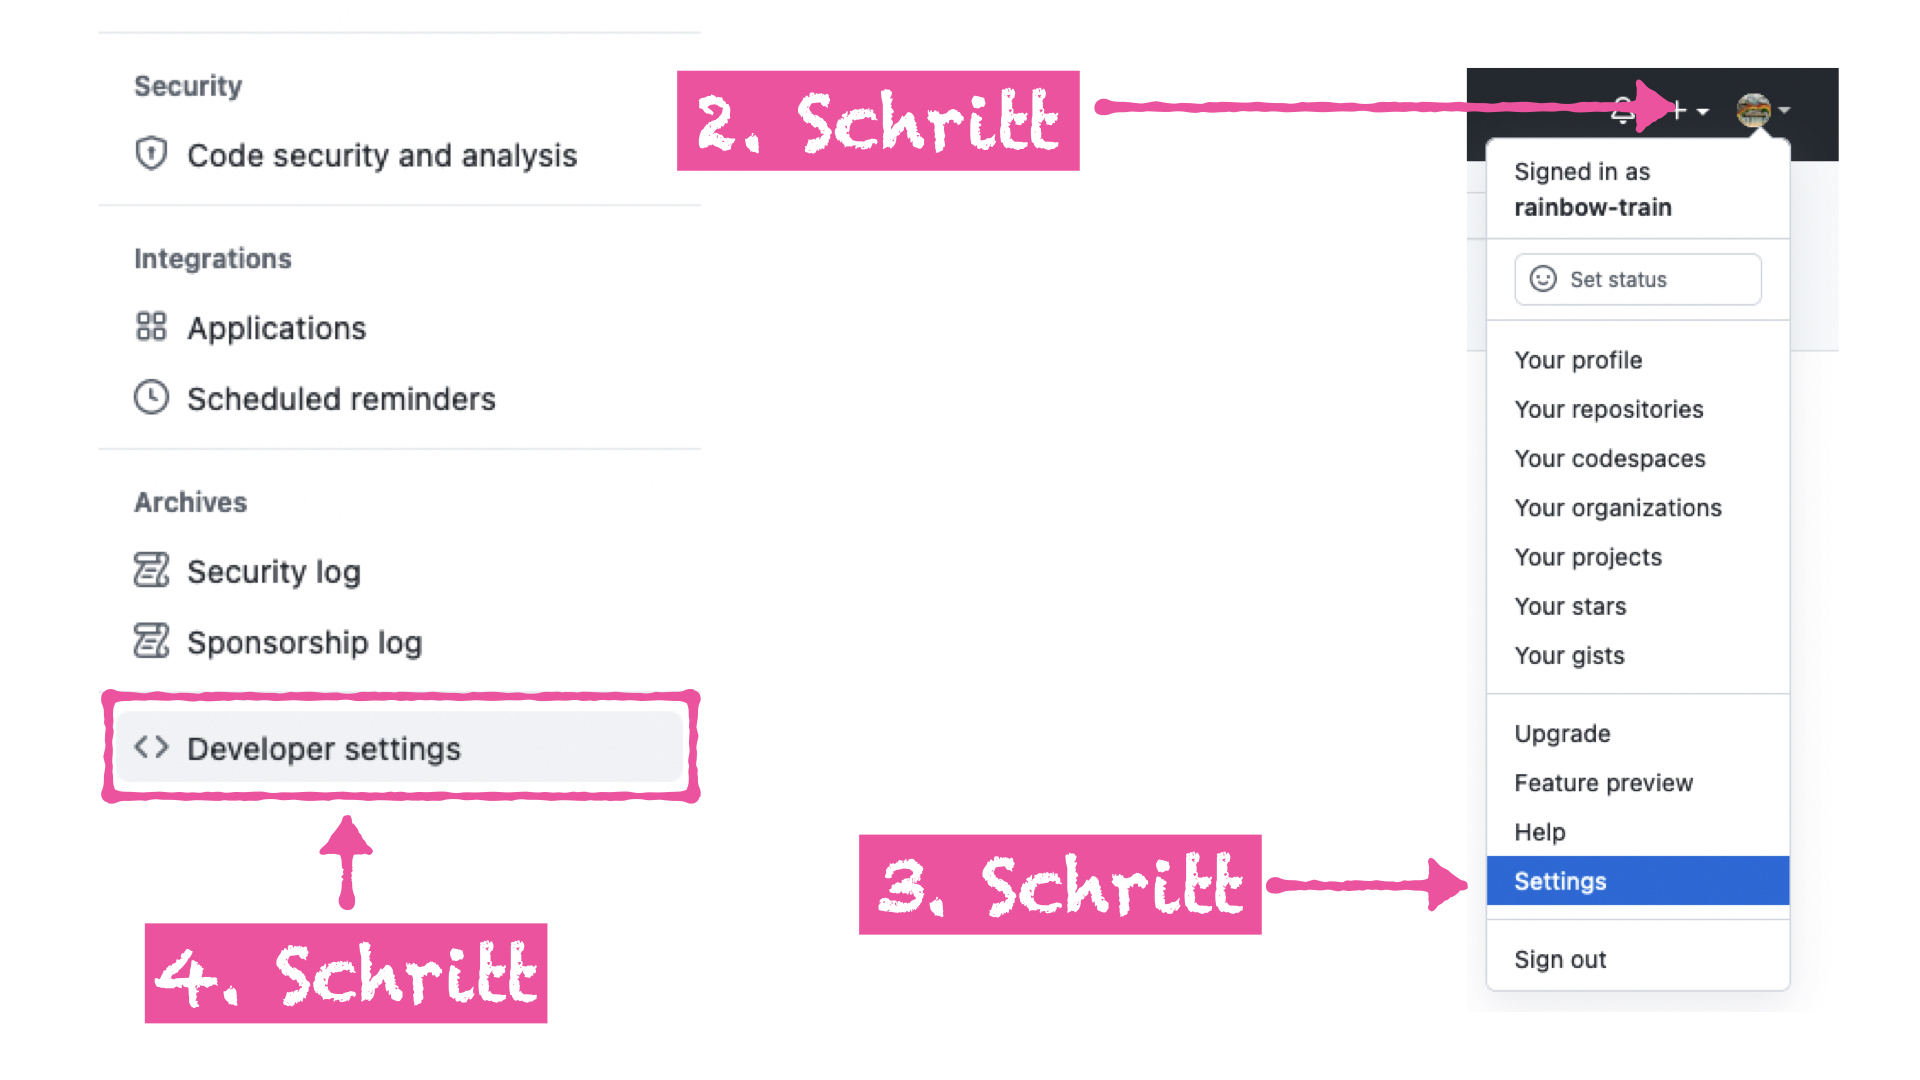 Security
Code security and analysis
Integrations
Applications
Scheduled reminders
Archives
Security log
Sponsorship log
Developer settings
4. Schritt
2. Schritt
Signed in as
rainbow-train
Set status
Your profile
Your repositories
Your codespaces
Your organizations
Your projects
Your stars
Your gists
Upgrade
Feature preview
Help
3. Schritt
Settings
Sign out